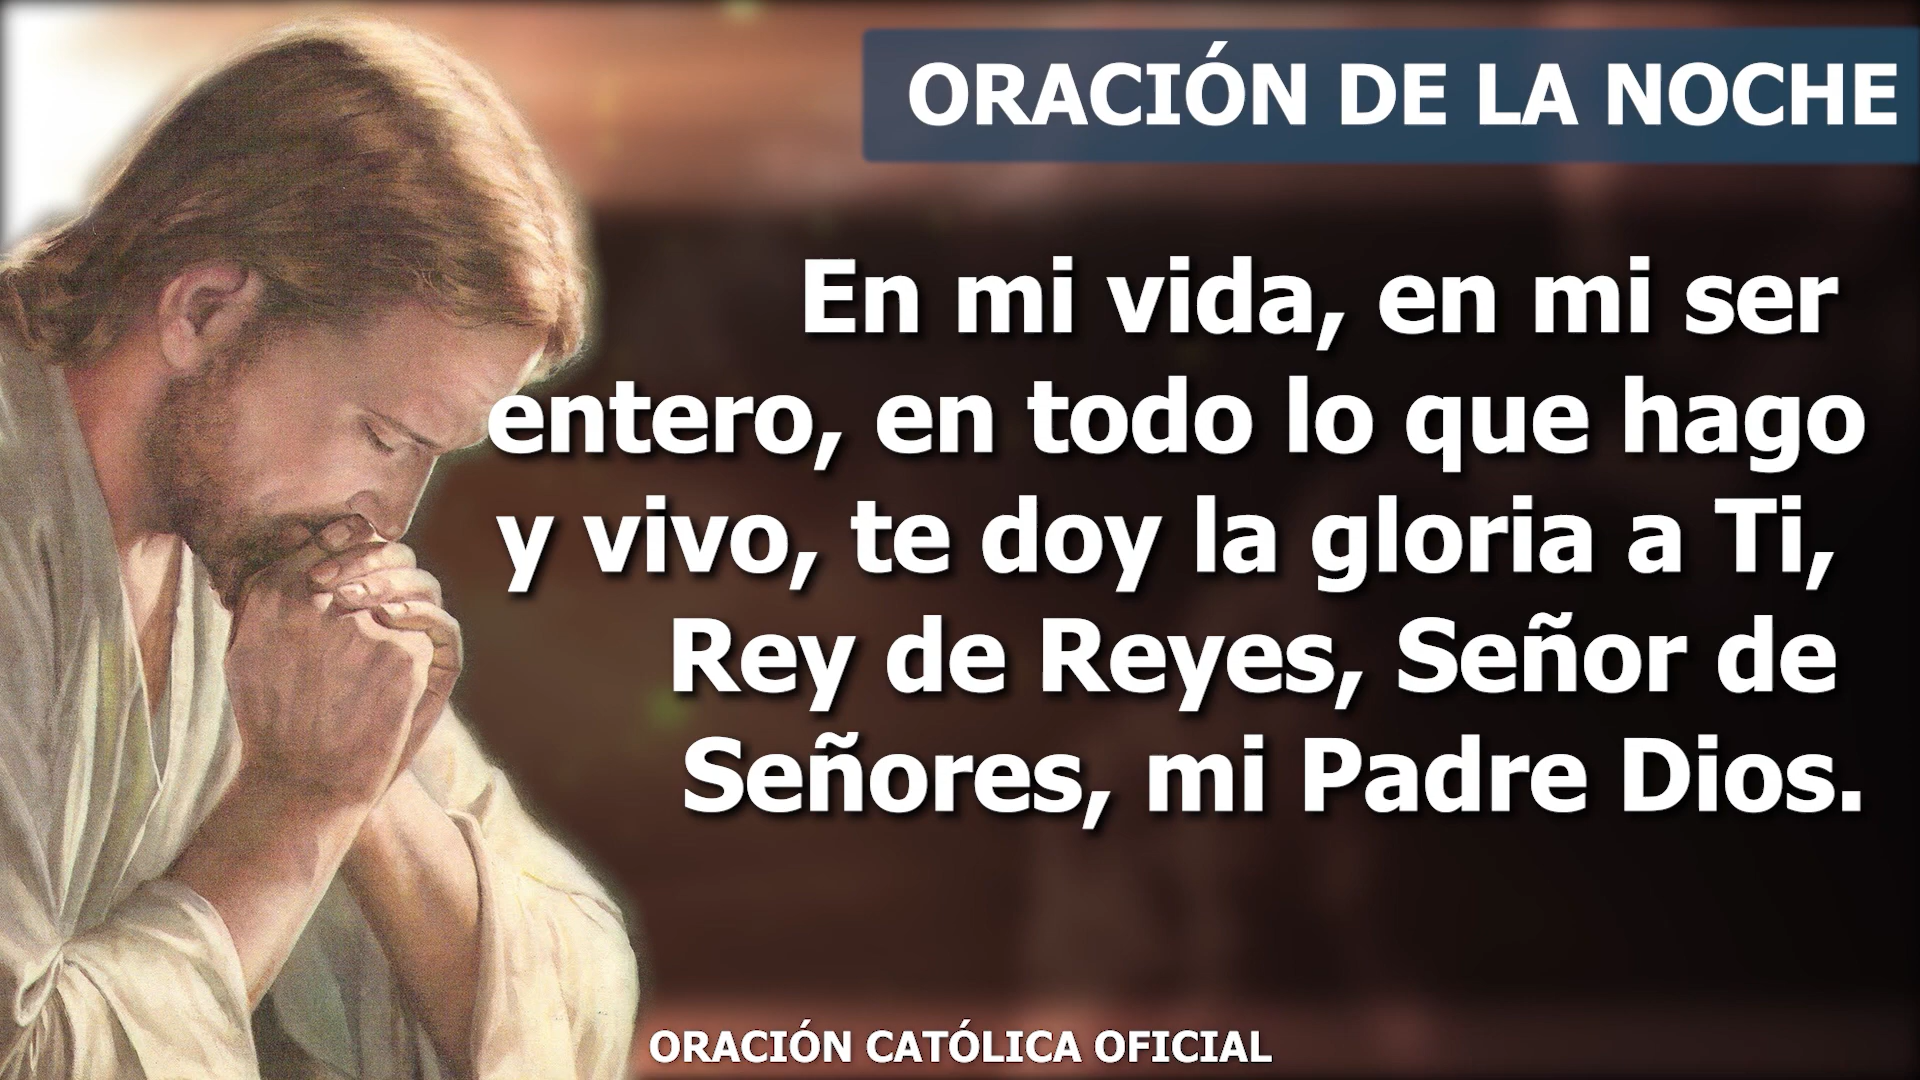 ORACIÓN DE LA NOCHE
En mi vida, en mi ser
entero, en todo lo que hago
y vivo, te doy la gloria a Ti,
Rey de Reyes, Señor de
Señores, mi Padre Dios.
ORACIÓN CATÓLICA OFICIAL